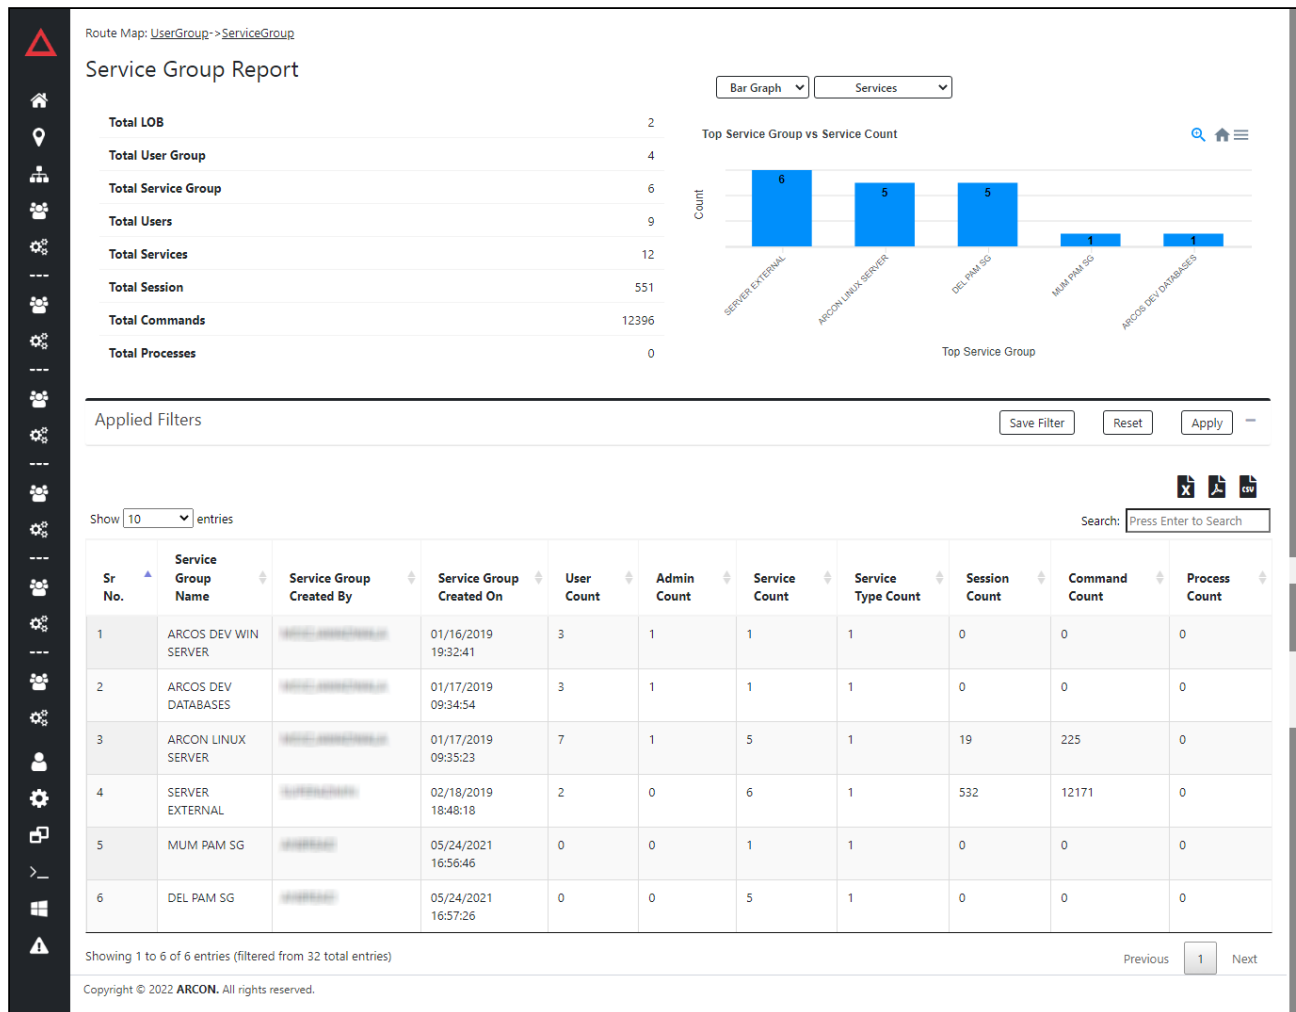 Route Map: UserGroup->ServiceGroup
Service Group Report
Bar Graph Services
Total LOB 2
Total User Group 4
Total Service Group 6
Total Users 9
Total Services 12
Total Session 551
Total Commands 12396
Total Processes 0
Top Service Group vs Service Count
Count
6 5 5 1 1
SERVER EXTERNAL
ARCON LINUX SERVER
DEL PAM SG
MUM PAM SG
ARCOS DEV DATABASES
Top Service Group
Applied Filters Save Filter Reset Apply
X CSV
Show 10 entries Search: Press Enter to Search
Sr No. Service Group Name Service Group Created By Service Group Created On User Count Admin Count Service Count Service Type Count Session Count Command Count Process Count
1 ARCOS DEV WIN SERVER 01/16/2019 19:32:41 3 1 1 1 0 0 0
2 ARCOS DEV DATABASES 01/17/2019 09:34:54 3 1 1 1 0 0 0
3 ARCON LINUX SERVER 01/17/2019 09:35:23 7 1 5 1 19 225 0
4 SERVER EXTERNAL 02/18/2019 18:48:18 2 0 6 1 532 12171 0
5 MUM PAM SG 05/24/2021 16:56:46 0 0 1 1 0 0 0
6 DEL PAM SG 05/24/2021 16:57:26 0 0 5 1 0 0 0
Showing 1 to 6 of 6 entries (filtered from 32 total entries) Previous 1 Next
Copyright © 2022 ARCON. All rights reserved.